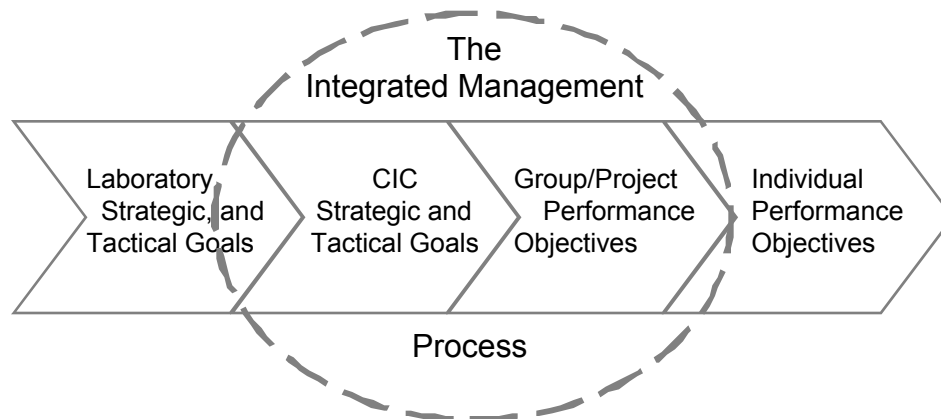 The
Integrated Management
Laboratory
Strategic, and
Tactical Goals
CIC
Strategic and
Tactical Goals
Group/Project
Performance
Objectives
Individual
Performance
Objectives
Process